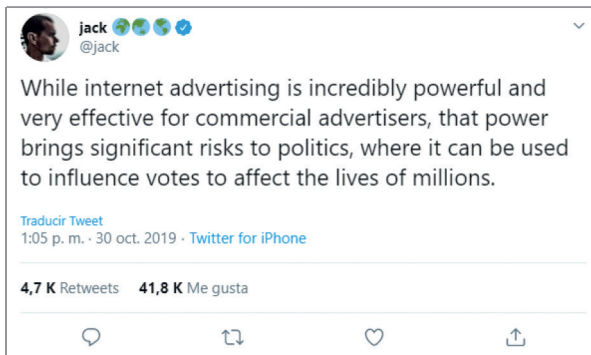 jack
@jack
While internet advertising is incredibly powerful and
very effective for commercial advertisers, that power
brings significant risks to politics, where it can be used
to influence votes to affect the lives of millions.
Traducir Tweet
1:05 p. m. · 30 oct. 2019 · Twitter for iPhone
4,7 K Retweets 41,8 K Me gusta